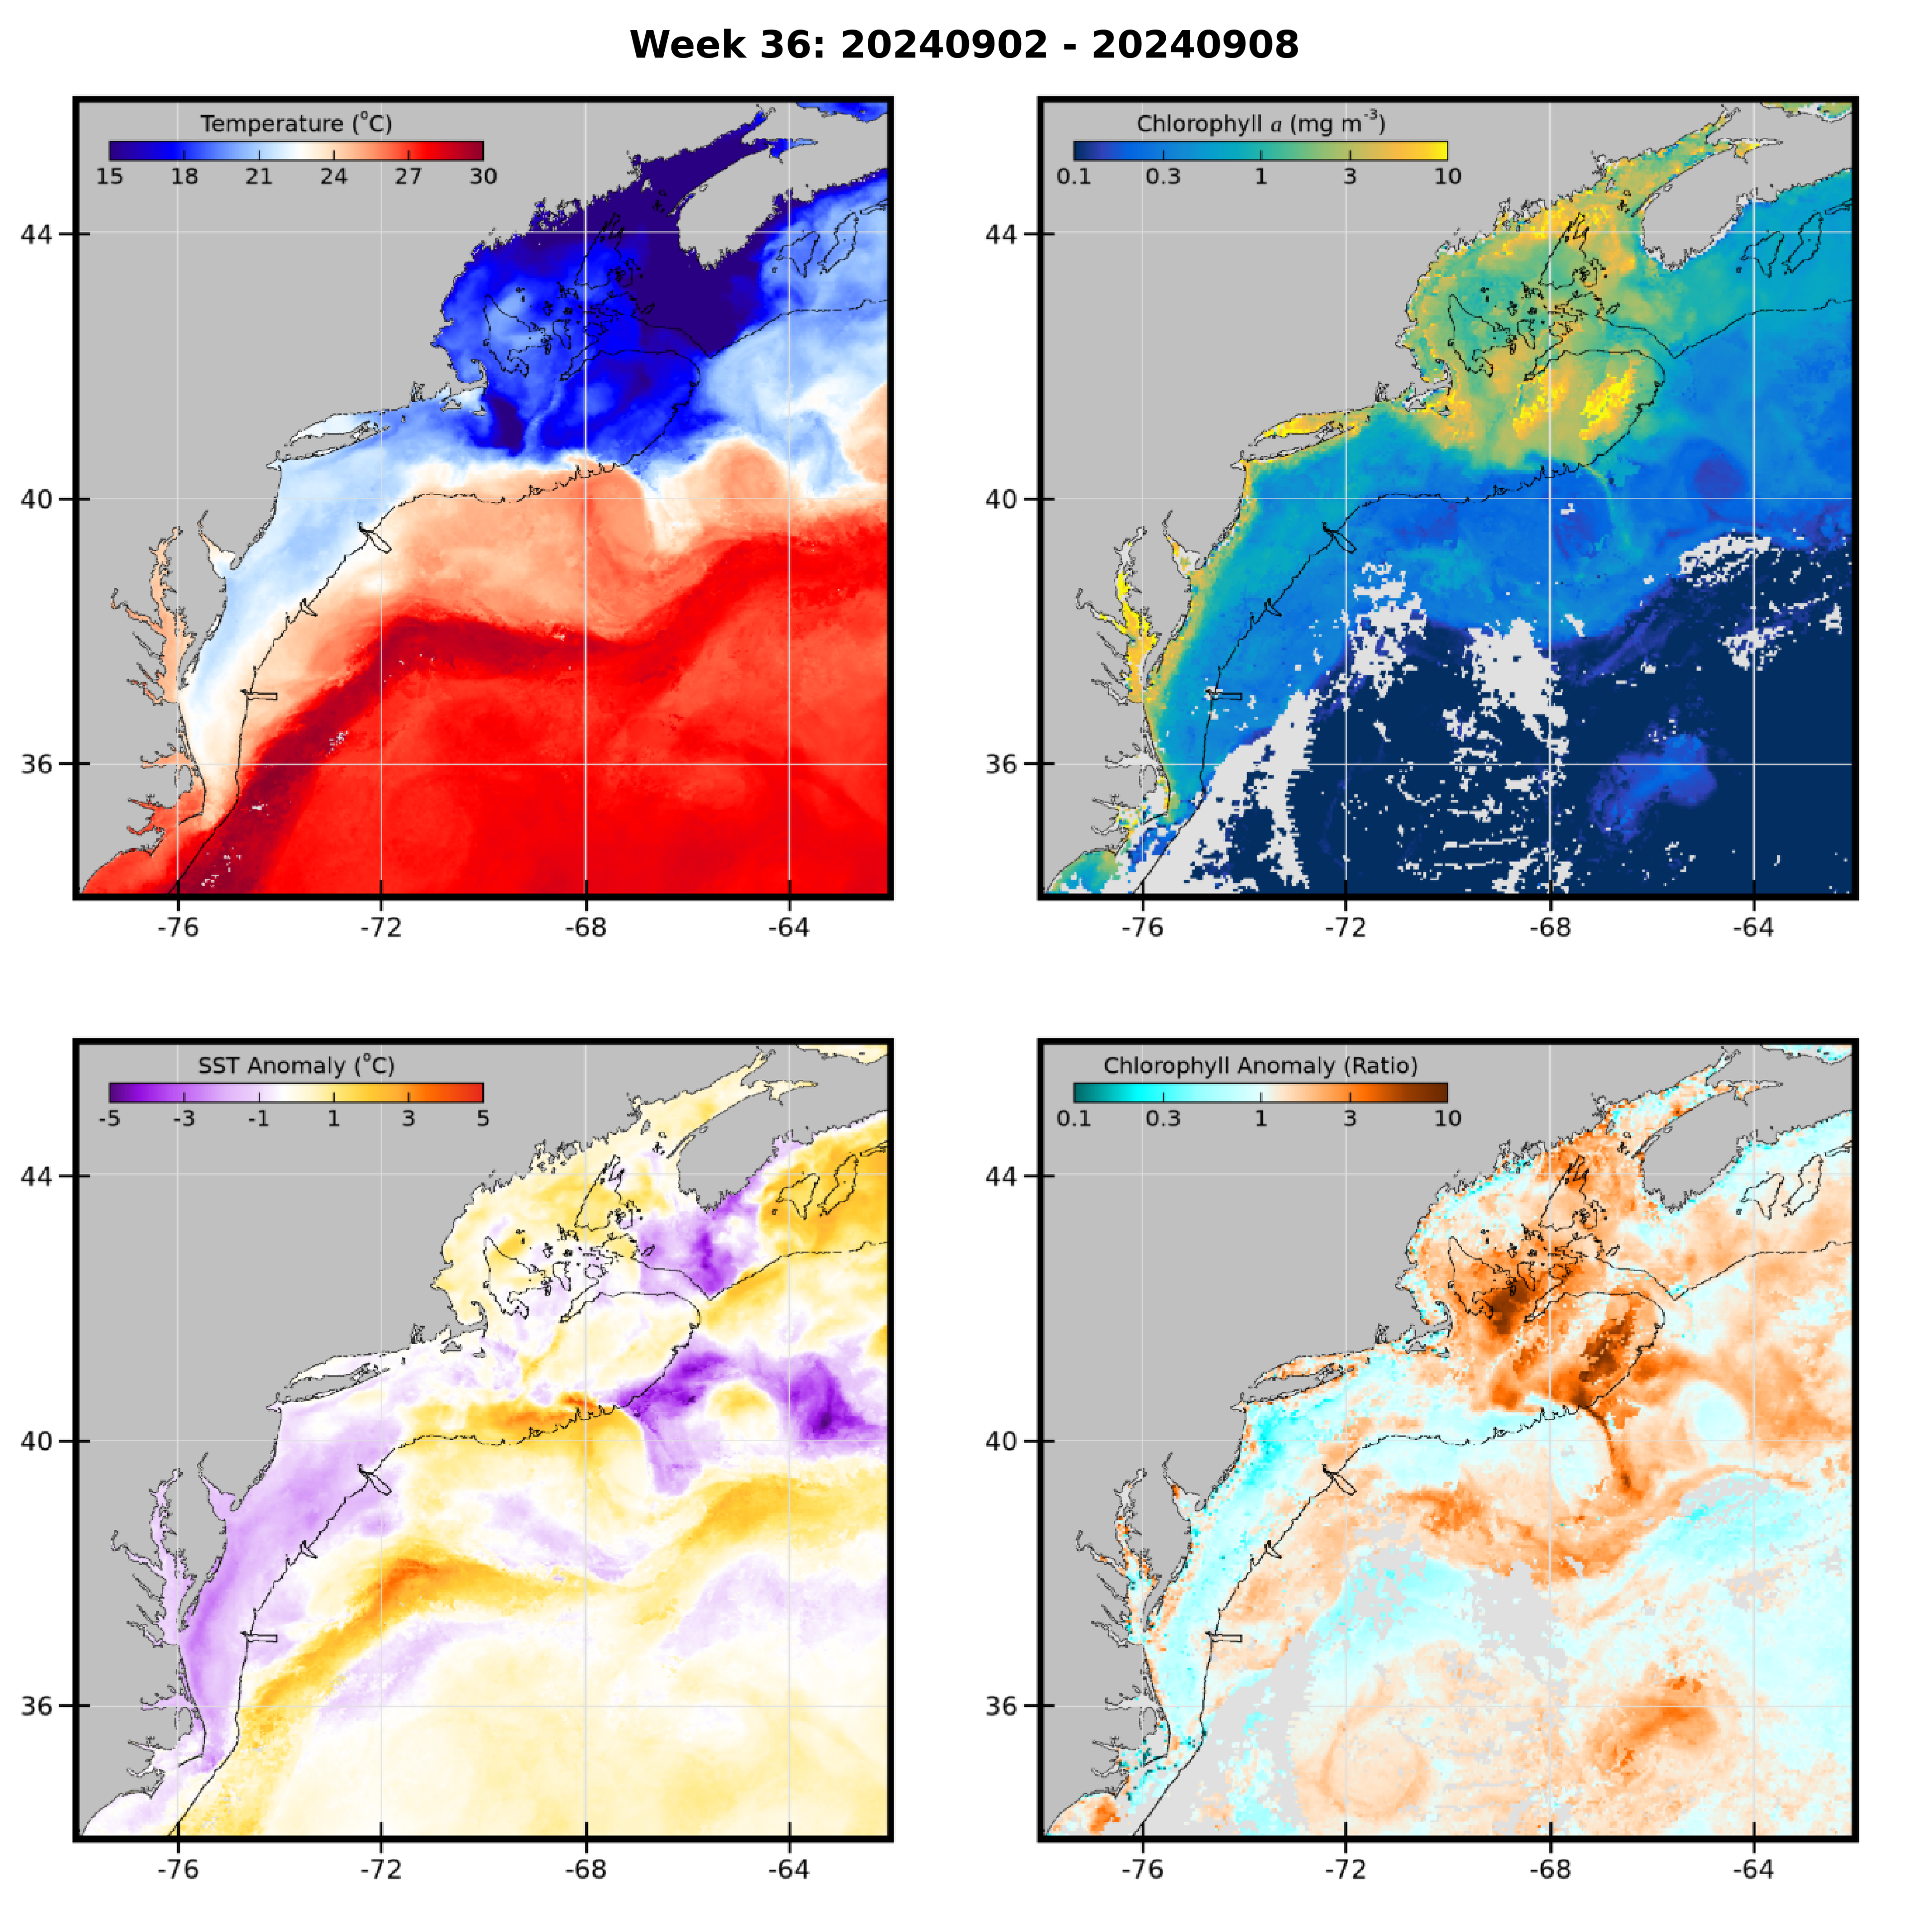 Week 36: 20240902 - 20240908
Temperature (°C)
15 18 21 24 27 30
44
40
36
-76 -72 -68 -64
Chlorophyll a (mg m⁻³)
0.1 0.3 1 3 10
44
40
36
-76 -72 -68 -64
SST Anomaly (°C)
-5 -3 -1 1 3 5
44
40
36
-76 -72 -68 -64
Chlorophyll Anomaly (Ratio)
0.1 0.3 1 3 10
44
40
36
-76 -72 -68 -64